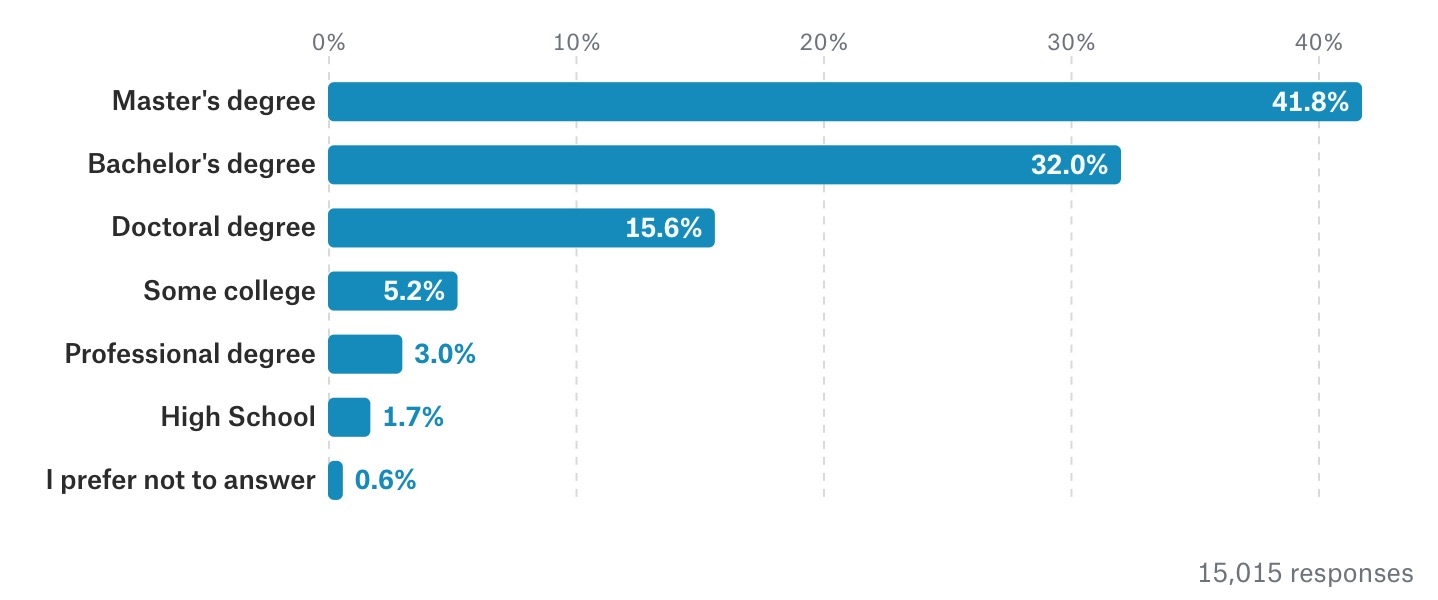 0% 10% 20% 30% 40%
Master's degree 41.8%
Bachelor's degree 32.0%
Doctoral degree 15.6%
Some college 5.2%
Professional degree 3.0%
High School 1.7%
I prefer not to answer 0.6%
15,015 responses